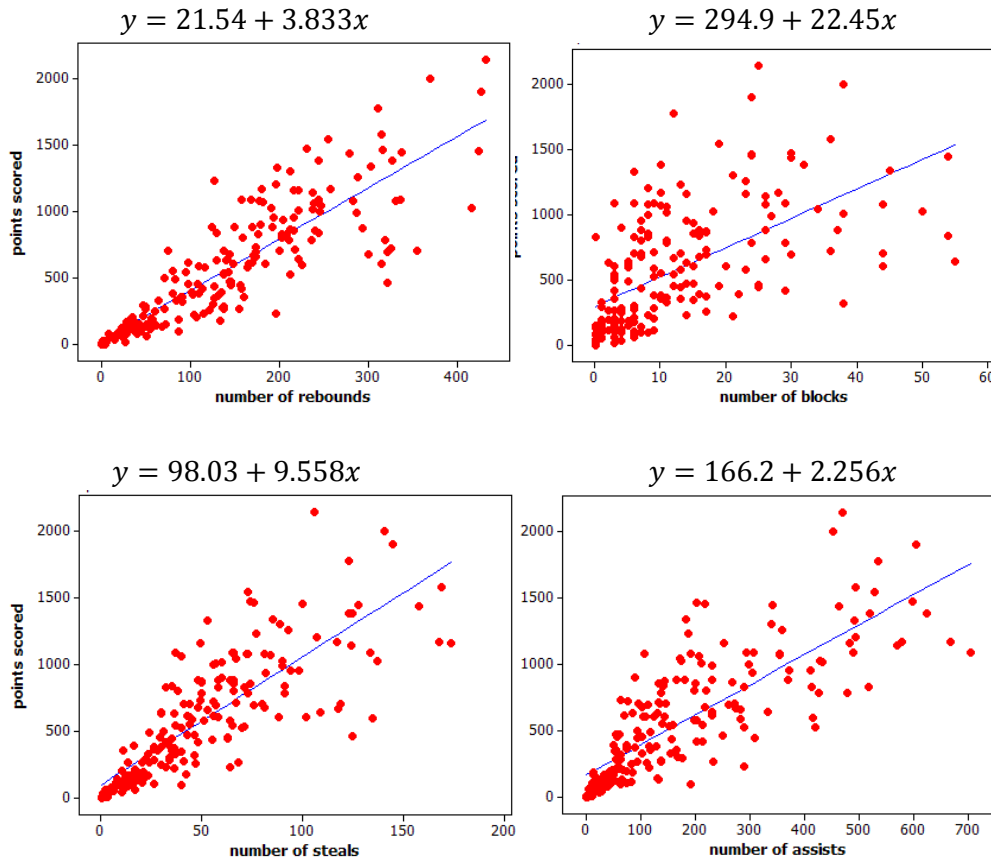 y = 21.54 + 3.833x
2000
1500
1000
500
0
points scored
0 100 200 300 400
number of rebounds
y = 294.9 + 22.45x
2000
1500
1000
500
0
points scored
0 10 20 30 40 50
number of blocks
y = 98.03 + 9.558x
2000
1500
1000
500
0
points scored
0 50 100 150 200
number of steals
y = 166.2 + 2.256x
2000
1500
1000
500
0
0 100 200 300 400 500 600 700
number of assists